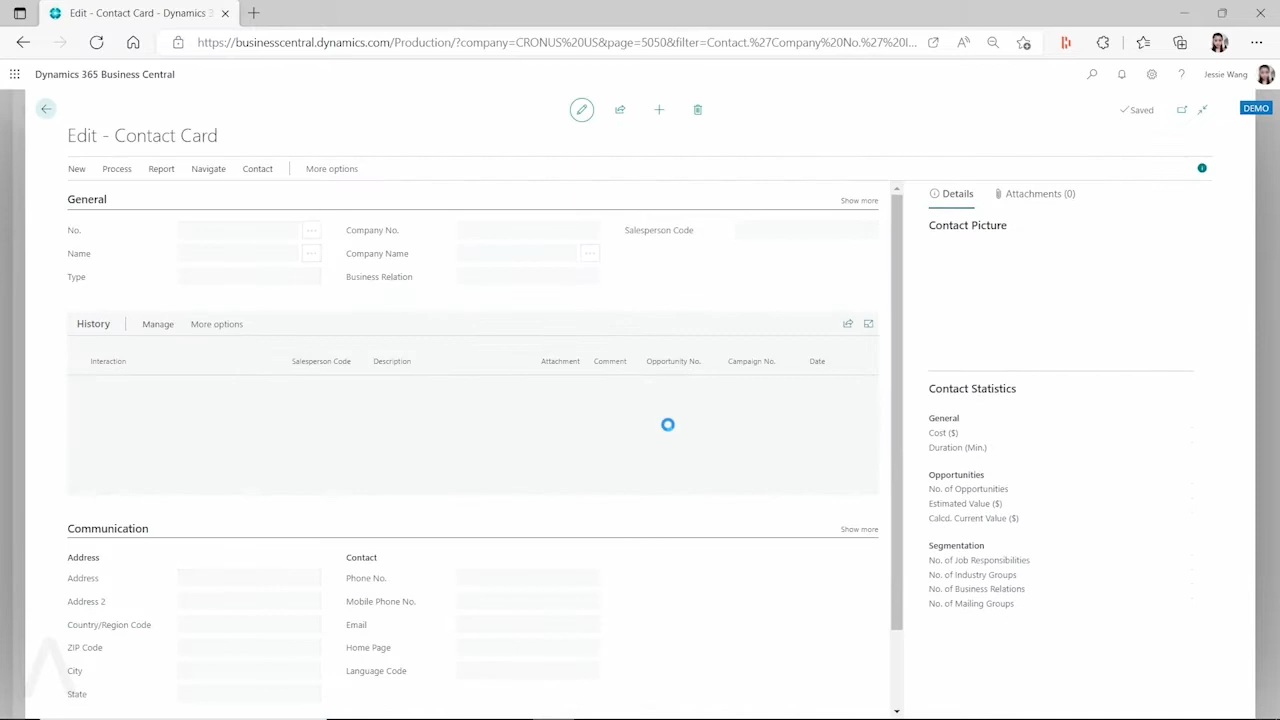 Edit - Contact Card - Dynamics 3
https://businesscentral.dynamics.com/Production/?company=CRONUS%20US&page=5050&filter=Contact.%27Company%20No.%27%20I...
Dynamics 365 Business Central
Jessie Wang
Saved
DEMO
Edit - Contact Card
New Process Report Navigate Contact More options
General
Show more
No.
Company No.
Salesperson Code
Name
Company Name
Type
Business Relation
History Manage More options
Interaction Salesperson Code Description Attachment Comment Opportunity No. Campaign No. Date
Communication
Show more
Address
Contact
Address
Phone No.
Address 2
Mobile Phone No.
Country/Region Code
Email
ZIP Code
Home Page
City
Language Code
State
Details Attachments (0)
Contact Picture
Contact Statistics
General
Cost ($)
Duration (Min.)
Opportunities
No. of Opportunities
Estimated Value ($)
Calcd. Current Value ($)
Segmentation
No. of Job Responsibilities
No. of Industry Groups
No. of Business Relations
No. of Mailing Groups